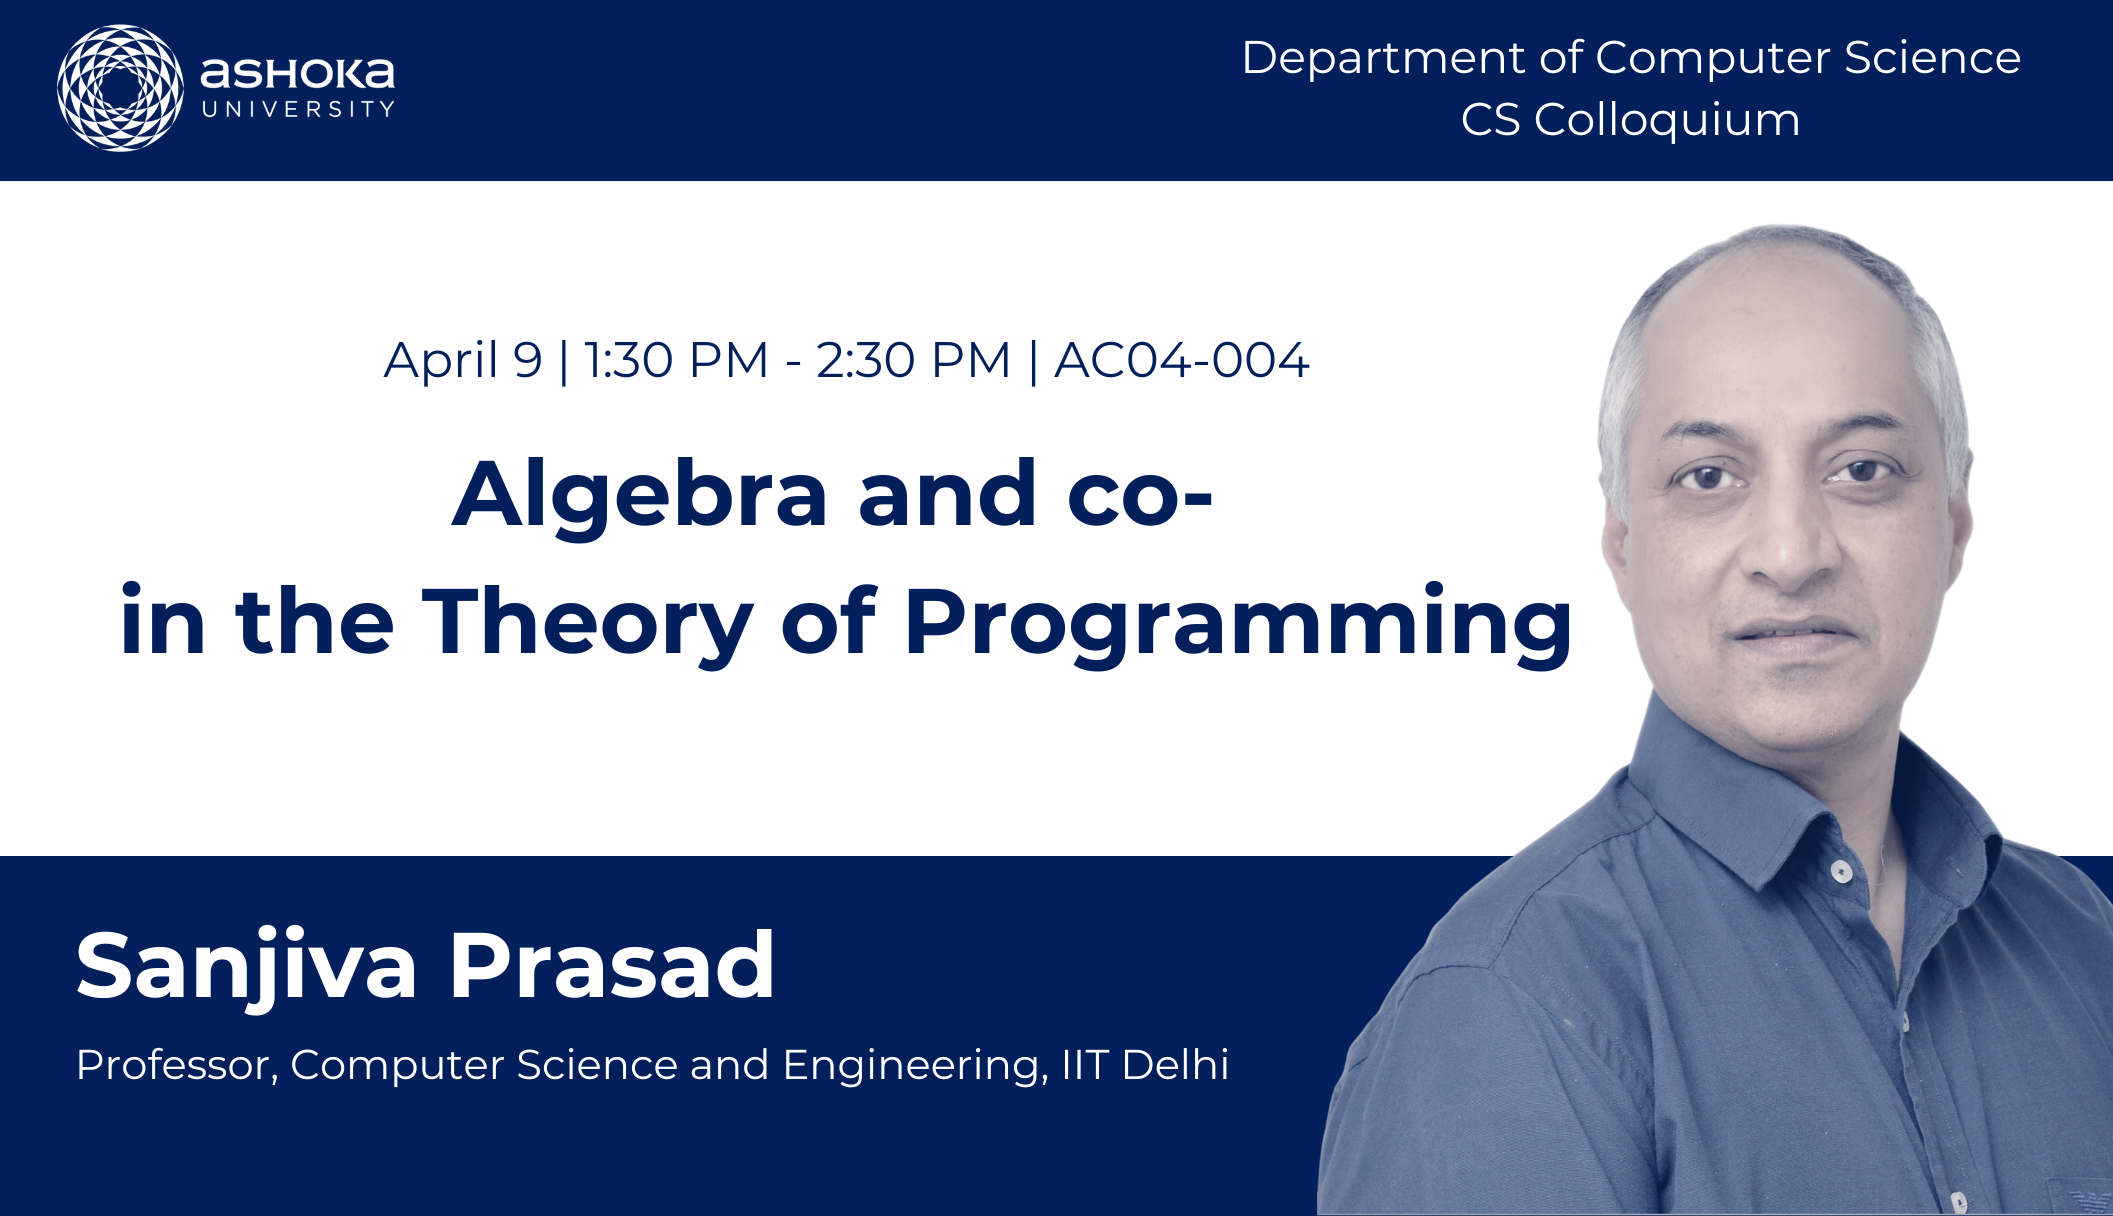 ASHOKA
UNIVERSITY
Department of Computer Science
CS Colloquium
April 9 | 1:30 PM - 2:30 PM | AC04-004
Algebra and co-
in the Theory of Programming
Sanjiva Prasad
Professor, Computer Science and Engineering, IIT Delhi